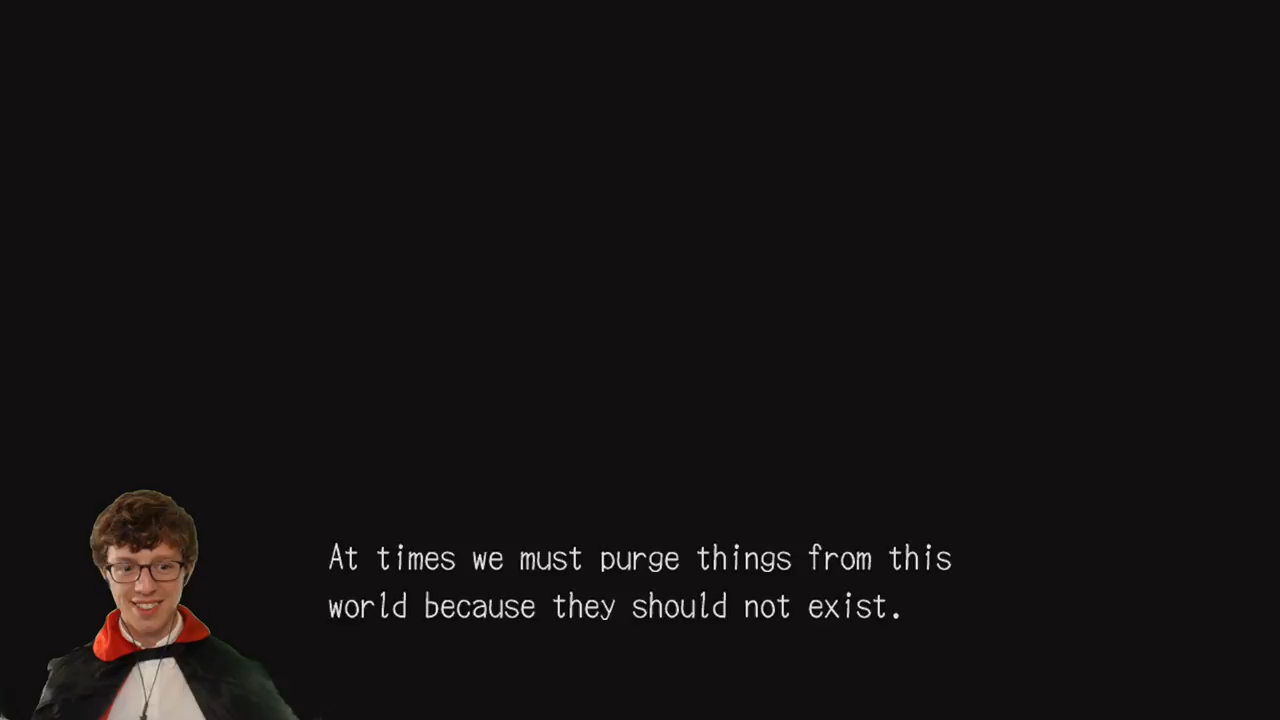 At times we must purge things from this
world because they should not exist.